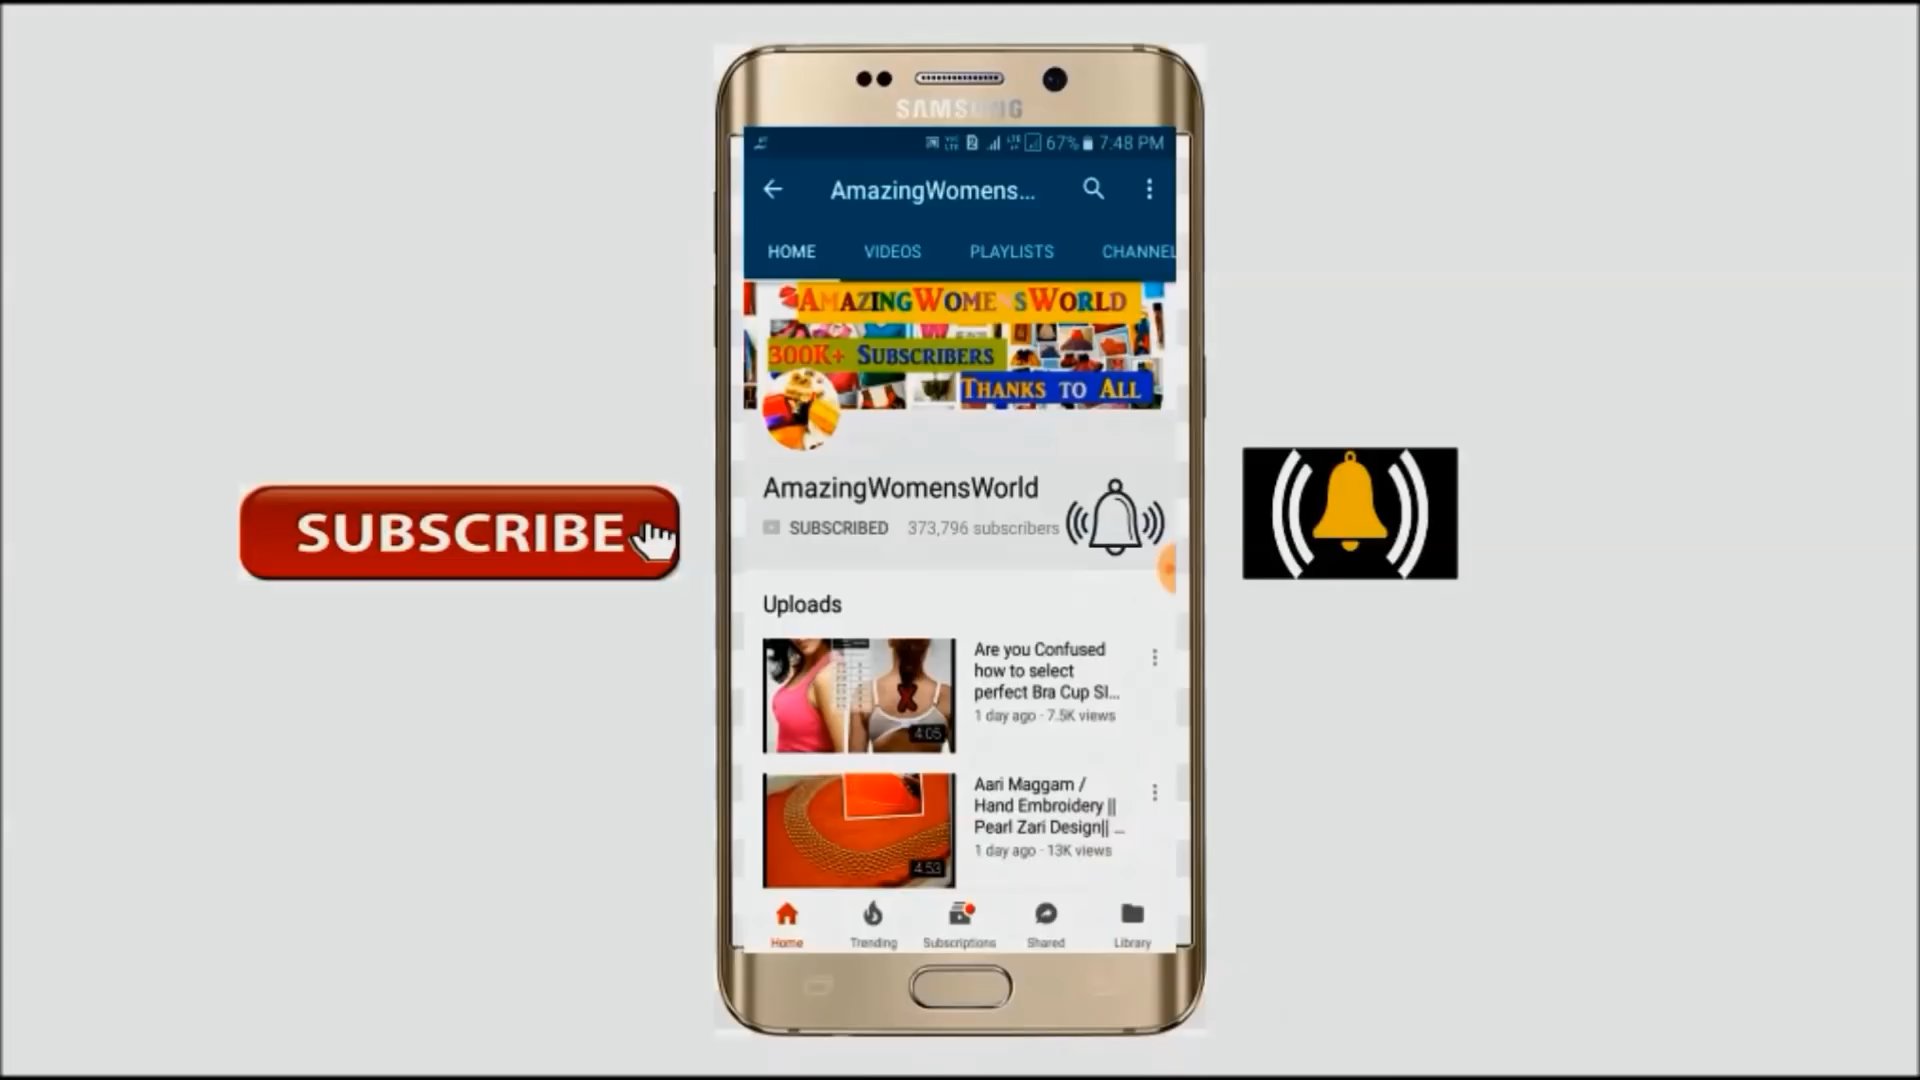 SAMSUNG
67% 7:48 PM
AmazingWomens...
HOME VIDEOS PLAYLISTS CHANNEL
AMAZINGWOMENSWORLD
300K+ SUBSCRIBERS
THANKS TO ALL
AmazingWomensWorld
SUBSCRIBED 373,796 subscribers
SUBSCRIBE
Uploads
Are you Confused
how to select
perfect Bra Cup SI...
1 day ago · 7.5K views
4:05
Aari Maggam /
Hand Embroidery ||
Pearl Zari Design|| ...
1 day ago · 13K views
4:53
Home Trending Subscriptions Shared Library